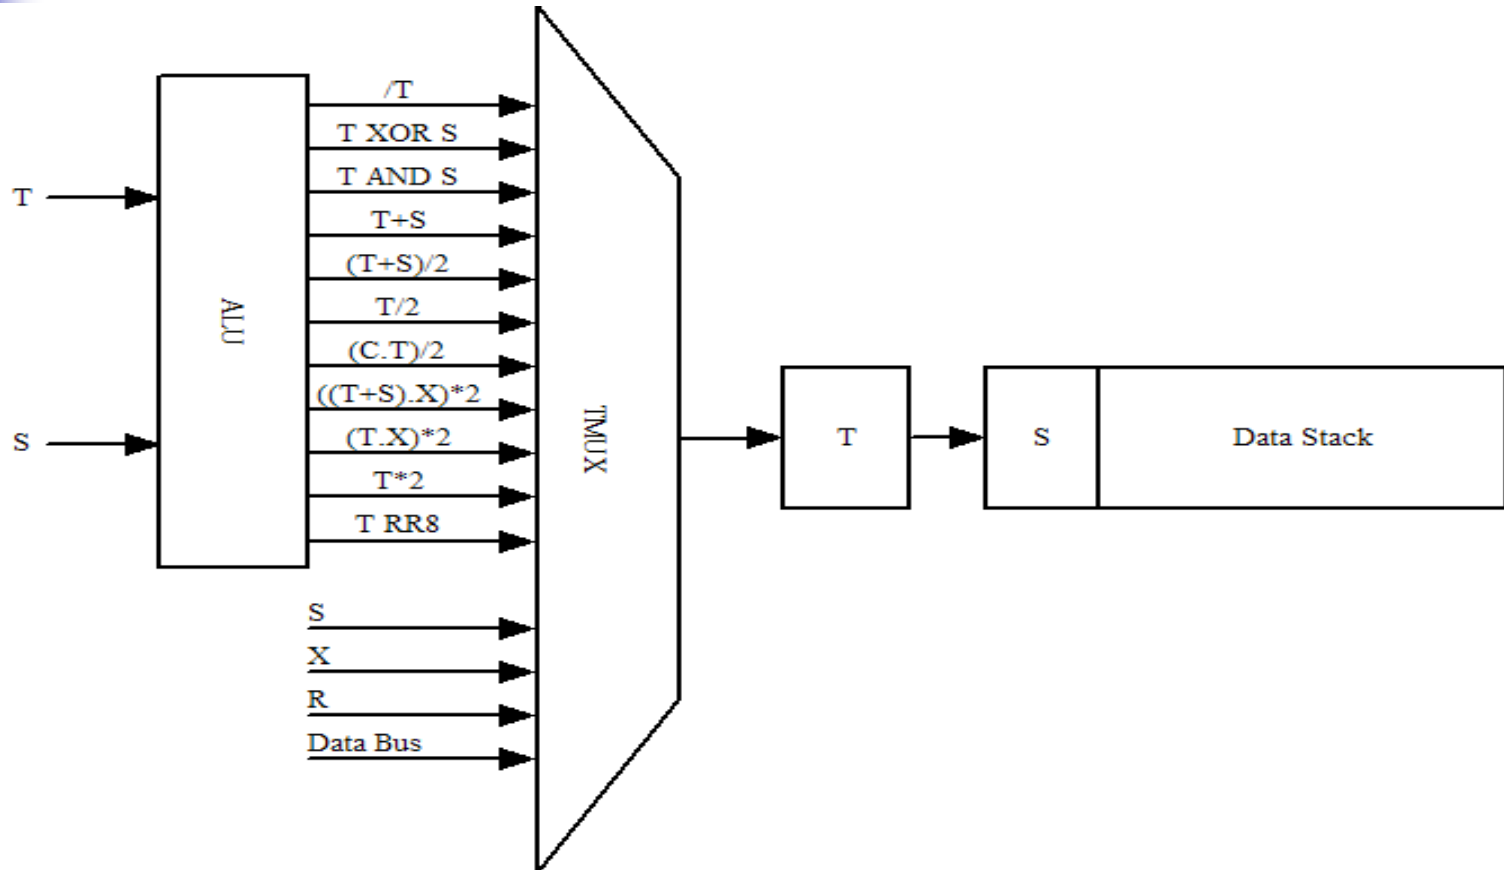 /T
T XOR S
T AND S
T
T+S
(T+S)/2
T/2
ALU
(C.T)/2
((T+S).X)*2
(T.X)*2
S
TMUX
T
S
Data Stack
T*2
T RR8
S
X
R
Data Bus